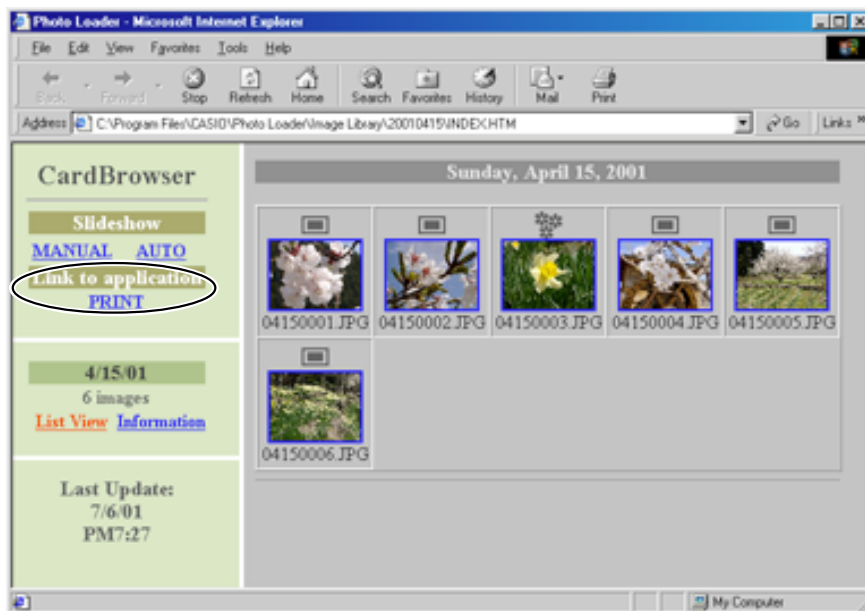 Photo Loader - Microsoft Internet Explorer
File Edit View Favorites Tools Help
Back Forward Stop Refresh Home Search Favorites History Mail Print
Address C:\Program Files\CASIO\Photo Loader\Image Library\20010415\INDEX.HTM Go Links »
CardBrowser
Slideshow
MANUAL AUTO
Link to application
PRINT
4/15/01
6 images
List View Information
Last Update:
7/6/01
PM7:27
Sunday, April 15, 2001
04150001.JPG 04150002.JPG 04150003.JPG 04150004.JPG 04150005.JPG
04150006.JPG
My Computer